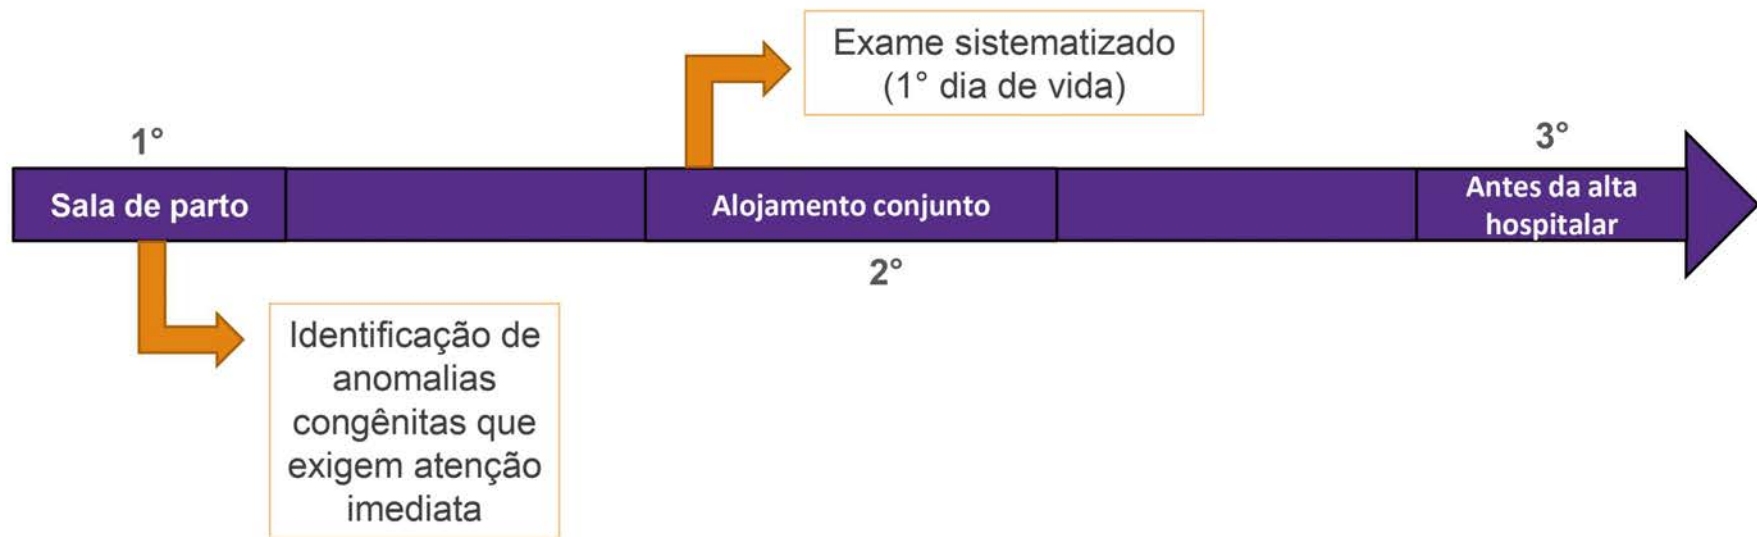 Exame sistematizado
(1° dia de vida)
1°
3°
Sala de parto
Alojamento conjunto
Antes da alta
hospitalar
2°
Identificação de
anomalias
congênitas que
exigem atenção
imediata